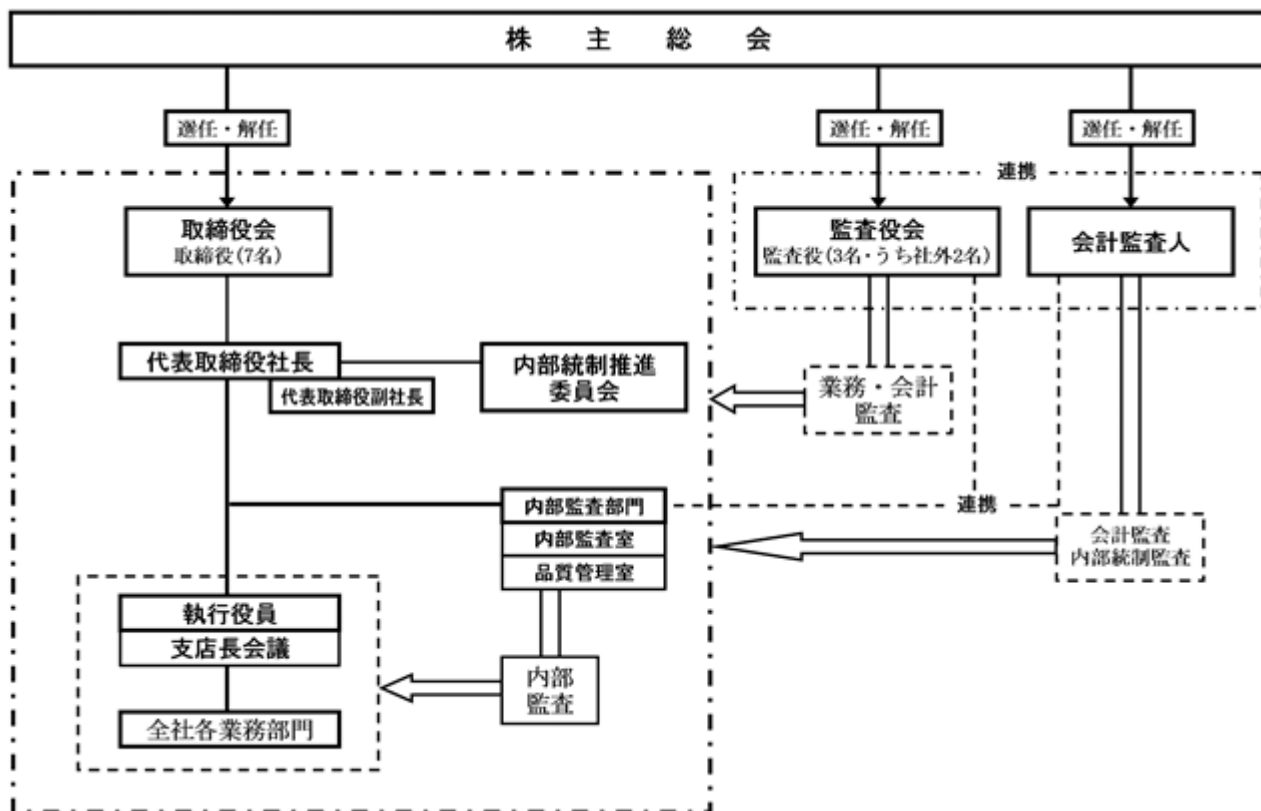 株主総会
選任・解任
選任・解任
選任・解任
連携
取締役会
取締役(7名)
監査役会
監査役(3名・うち社外2名)
会計監査人
代表取締役社長
代表取締役副社長
内部統制推進
委員会
業務・会計
監査
内部監査部門
連携
内部監査室
品質管理室
会計監査
内部統制監査
執行役員
支店長会議
内部
監査
全社各業務部門